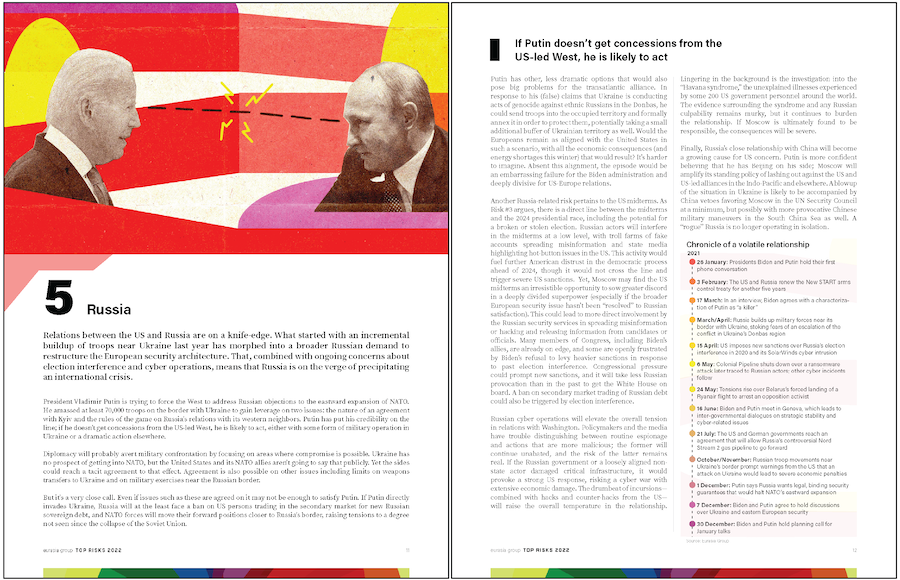 5 Russia
Relations between the US and Russia are on a knife-edge. What started with an incremental
buildup of troops near Ukraine last year has morphed into a broader Russian demand to
restructure the European security architecture. That, combined with ongoing concerns about
election interference and cyber operations, means that Russia is on the verge of precipitating
an international crisis.
President Vladimir Putin is trying to force the West to address Russian objections to the eastward expansion of NATO.
He amassed at least 70,000 troops on the border with Ukraine to gain leverage on two issues: the nature of an agreement
with Kyiv and the rules of the game on Russia's relations with its western neighbors. Putin has put his credibility on the
line; if he doesn't get concessions from the US-led West, he is likely to act, either with some form of military operation in
Ukraine or a dramatic action elsewhere.
Diplomacy will probably avert military confrontation by focusing on areas where compromise is possible. Ukraine has
no prospect of getting into NATO, but the United States and its NATO allies aren't going to say that publicly. Yet the sides
could reach a tacit agreement to that effect. Agreement is also possible on other issues including limits on weapons
transfers to Ukraine and on military exercises near the Russian border.
But it's a very close call. Even if issues such as these are agreed on it may not be enough to satisfy Putin. If Putin directly
invades Ukraine, Russia will at the least face a ban on US persons trading in the secondary market for new Russian
sovereign debt, and NATO forces will move their forward positions closer to Russia's border, raising tensions to a degree
not seen since the collapse of the Soviet Union.
eurasia group TOP RISKS 2022
11
If Putin doesn't get concessions from the
US-led West, he is likely to act
Putin has other, less dramatic options that would also
pose big problems for the transatlantic alliance. In
response to his (false) claims that Ukraine is conducting
acts of genocide against ethnic Russians in the Donbas, he
could send troops into the occupied territory and formally
annex it in order to protect them, potentially taking a small
additional buffer of Ukrainian territory as well. Would the
Europeans remain as aligned with the United States in
such a scenario, with all the economic consequences (and
energy shortages this winter) that would result? It's harder
to imagine. Absent this alignment, the episode would be
an embarrassing failure for the Biden administration and
deeply divisive for US-Europe relations.
Another Russia-related risk pertains to the US midterms. As
Risk #3 argues, there is a direct line between the midterms
and the 2024 presidential race, including the potential for
a broken or stolen election. Russian actors will interfere
in the midterms at a low level, with troll farms of fake
accounts spreading misinformation and state media
highlighting hot-button issues in the US. This activity would
fuel further American distrust in the democratic process
ahead of 2024, though it would not cross the line and
trigger severe US sanctions. Yet, Moscow may find the US
midterms an irresistible opportunity to sow greater discord
in a deeply divided superpower (especially if the broader
European security issue hasn't been "resolved" to Russian
satisfaction). This could lead to more direct involvement by
the Russian security services in spreading misinformation
or hacking and releasing information from candidates or
officials. Many members of Congress, including Biden's
allies, are already on edge, and some are openly frustrated
by Biden's refusal to levy heavier sanctions in response
to past election interference. Congressional pressure
could prompt new sanctions, and it will take less Russian
provocation than in the past to get the White House on
board. A ban on secondary market trading of Russian debt
could also be triggered by election interference.
Russian cyber operations will elevate the overall tension
in relations with Washington. Policymakers and the media
have trouble distinguishing between routine espionage
and actions that are more malicious; the former will
continue unabated, and the risk of the latter remains
real. If the Russian government or a loosely aligned non-
state actor damaged critical infrastructure, it would
provoke a strong US response, risking a cyber war with
extensive economic damage. The drumbeat of incursions—
combined with hacks and counter-hacks from the US—
will raise the overall temperature in the relationship.
Lingering in the background is the investigation into the
"Havana syndrome," the unexplained illnesses experienced
by some 200 US government personnel around the world.
The evidence surrounding the syndrome and any Russian
culpability remains murky, but it continues to burden
the relationship. If Moscow is ultimately found to be
responsible, the consequences will be severe.
Finally, Russia's close relationship with China will become
a growing cause for US concern. Putin is more confident
believing that he has Beijing on his side; Moscow will
amplify its standing policy of lashing out against the US and
US-led alliances in the Indo-Pacific and elsewhere. A blowup
of the situation in Ukraine is likely to be accompanied by
China vetoes favoring Moscow in the UN Security Council
at a minimum, but possibly with more provocative Chinese
military maneuvers in the South China Sea as well. A
"rogue" Russia is no longer operating in isolation.
Chronicle of a volatile relationship
2021
25 January: Presidents Biden and Putin hold their first
phone conversation
3 February: The US and Russia renew the New START arms
control treaty for another five years
17 March: In an interview, Biden agrees with a characteriza-
tion of Putin as "a killer"
March/April: Russia builds up military forces near its
border with Ukraine, stoking fears of an escalation of the
conflict in Ukraine's Donbas region
15 April: US imposes new sanctions over Russia's election
interference in 2020 and its SolarWinds cyber intrusion
6 May: Colonial Pipeline shuts down over a ransomware
attack later traced to Russian actors; other cyber incidents
follow
24 May: Tensions rise over Belarus's forced landing of a
Ryanair flight to arrest an opposition activist
16 June: Biden and Putin meet in Geneva, which leads to
inter-governmental dialogues on strategic stability and
cyber-related issues
21 July: The US and German governments reach an
agreement that will allow Russia's controversial Nord
Stream 2 gas pipeline to go forward
October/November: Russian troop movements near
Ukraine's border prompt warnings from the US that an
attack on Ukraine would lead to severe economic penalties
1 December: Putin says Russia wants legal, binding security
guarantees that would halt NATO's eastward expansion
7 December: Biden and Putin agree to hold discussions
over Ukraine and eastern European security
30 December: Biden and Putin hold planning call for
January talks
SOURCE: EURASIA GROUP
eurasia group TOP RISKS 2022
12